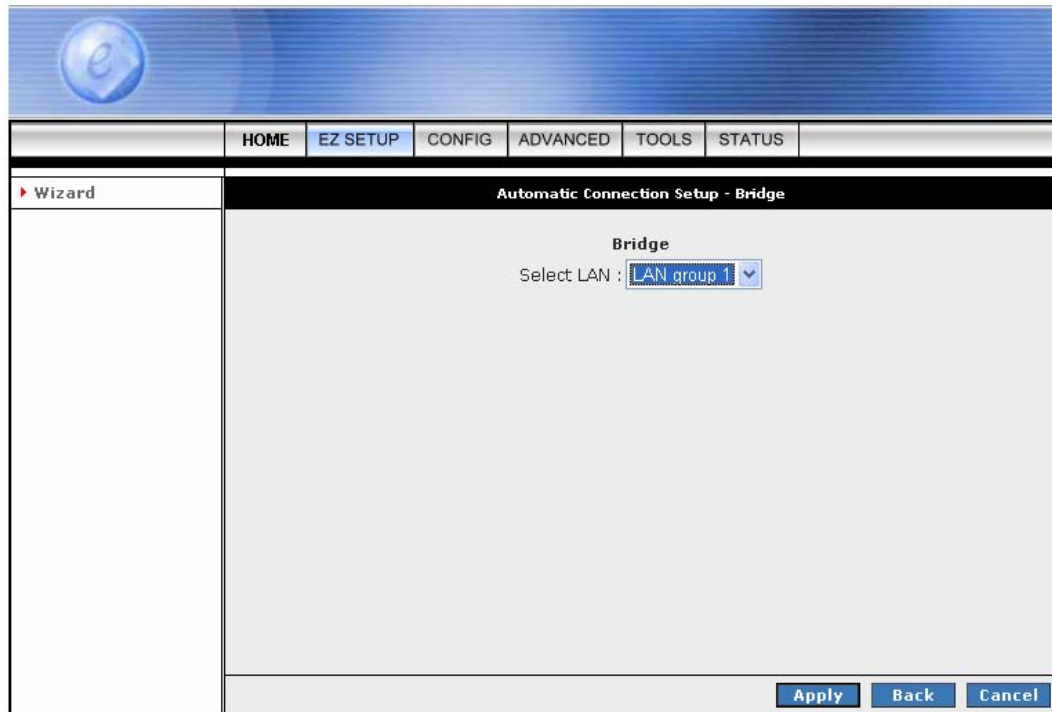 e
HOME EZ SETUP CONFIG ADVANCED TOOLS STATUS
Wizard
Automatic Connection Setup - Bridge
Bridge
Select LAN : LAN group 1
Apply Back Cancel